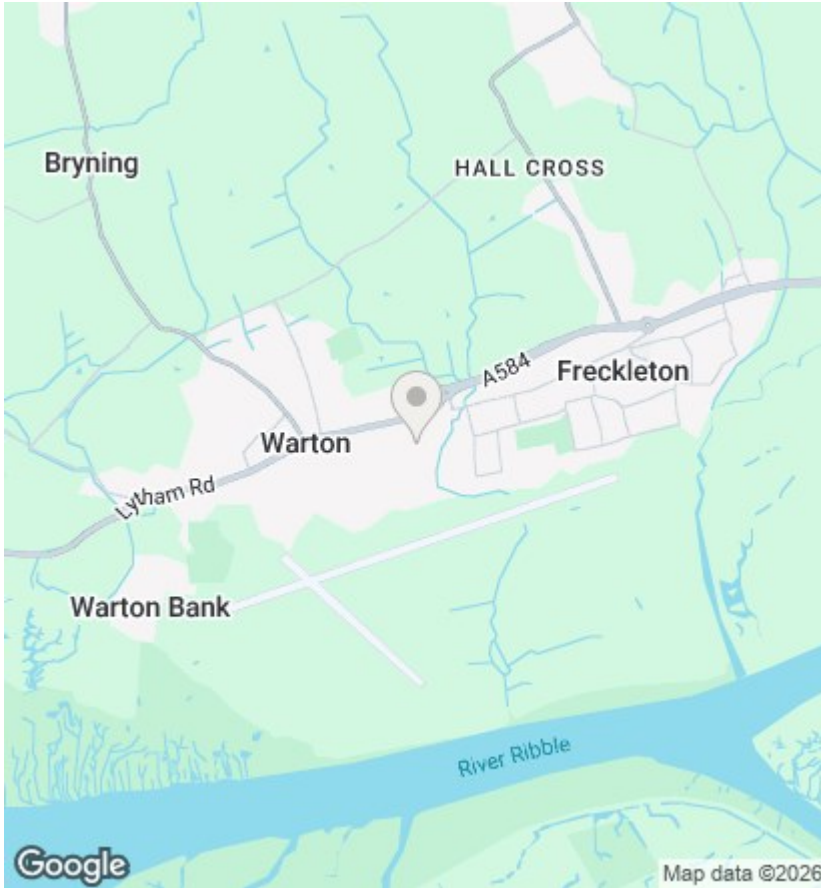 Bryning
HALL CROSS
A584
Freckleton
Warton
Lytham Rd
Warton Bank
River Ribble
Google
Map data ©2026